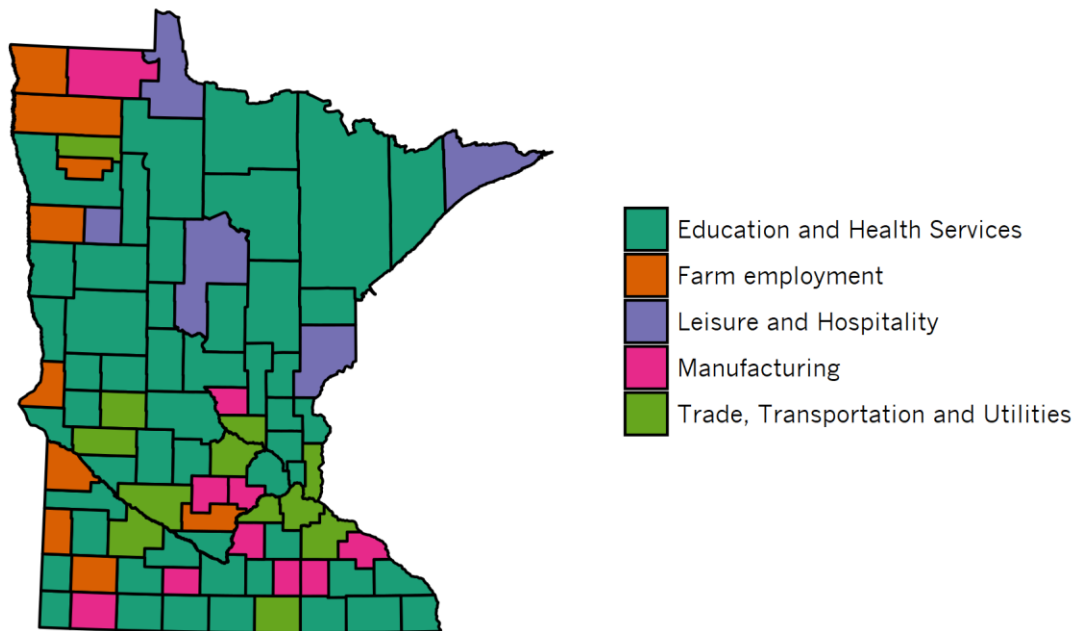 Education and Health Services
Farm employment
Leisure and Hospitality
Manufacturing
Trade, Transportation and Utilities